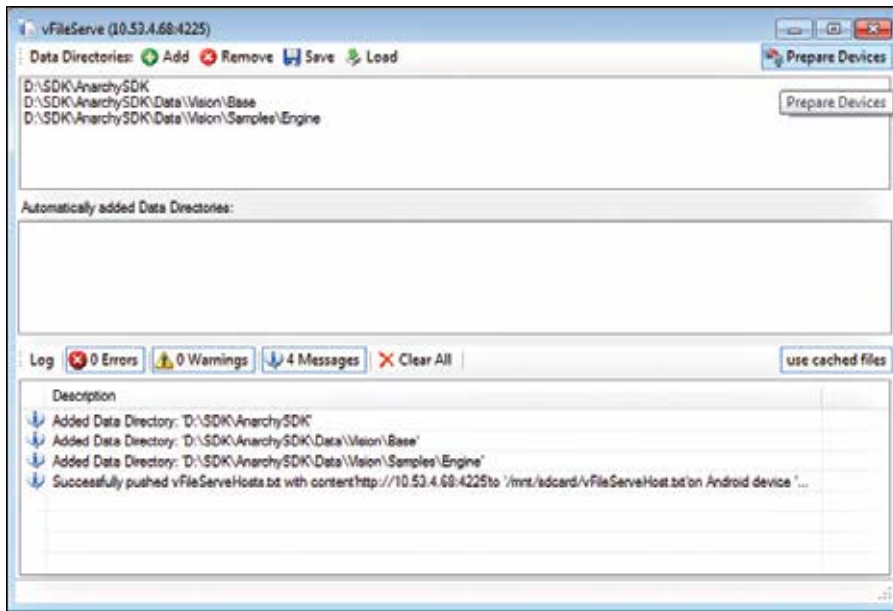 vFileServe (10.53.4.68:4225)
Data Directories: Add Remove Save Load Prepare Devices
D:\SDK\AnarchySDK
D:\SDK\AnarchySDK\Data\Vision\Base
D:\SDK\AnarchySDK\Data\Vision\Samples\Engine
Prepare Devices
Automatically added Data Directories:
Log 0 Errors 0 Warnings 4 Messages Clear All use cached files
Description
Added Data Directory: 'D:\SDK\AnarchySDK'
Added Data Directory: 'D:\SDK\AnarchySDK\Data\Vision\Base'
Added Data Directory: 'D:\SDK\AnarchySDK\Data\Vision\Samples\Engine'
Successfully pushed vFileServeHosts.txt with content'http://10.53.4.68:4225'to '/mnt/sdcard/vFileServeHost.txt'on Android device '...